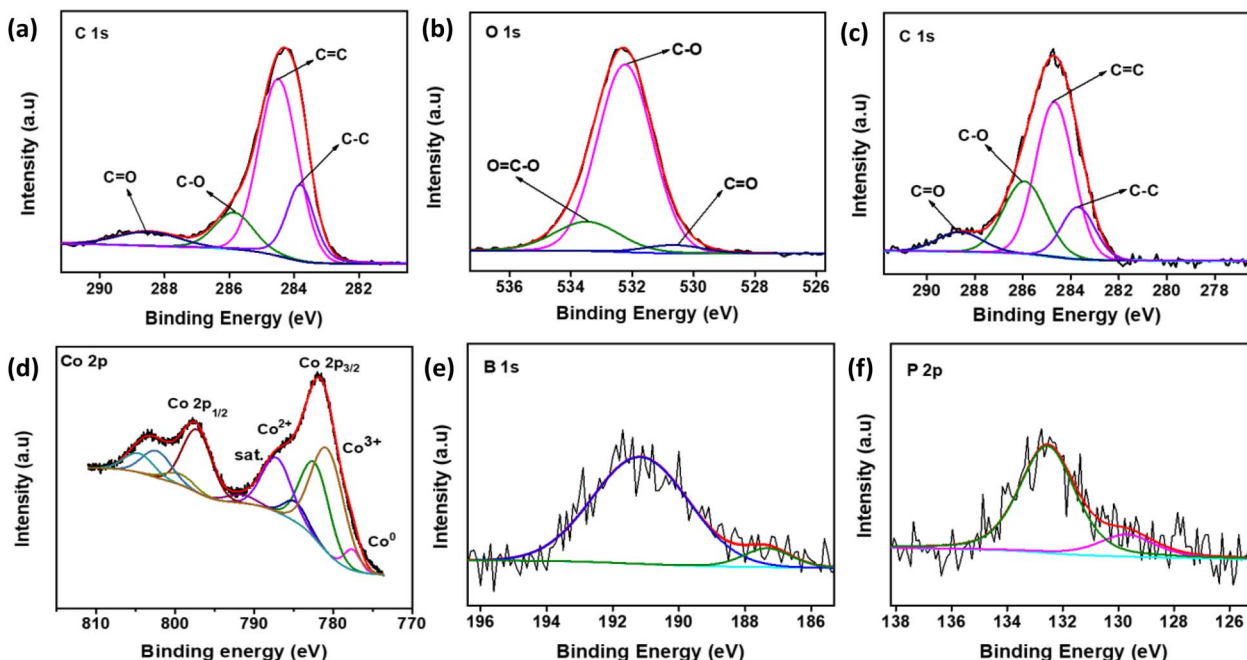 (a)
C 1s
C=C
C-C
C-O
C=O
Intensity (a.u)
290 288 286 284 282
Binding Energy (eV)
(b)
O 1s
C-O
O=C-O
C=O
Intensity (a.u)
536 534 532 530 528 526
Binding Energy (eV)
(c)
C 1s
C=C
C-O
C=O
C-C
Intensity (a.u)
290 288 286 284 282 280 278
Binding Energy (eV)
(d)
Co 2p
Co 2p3/2
Co 2p1/2
Co2+
sat.
Co3+
Co0
Intensity (a.u)
810 800 790 780 770
Binding energy (eV)
(e)
B 1s
Intensity (a.u)
196 194 192 190 188 186
Binding Energy (eV)
(f)
P 2p
Intensity (a.u)
138 136 134 132 130 128 126
Binding Energy (eV)